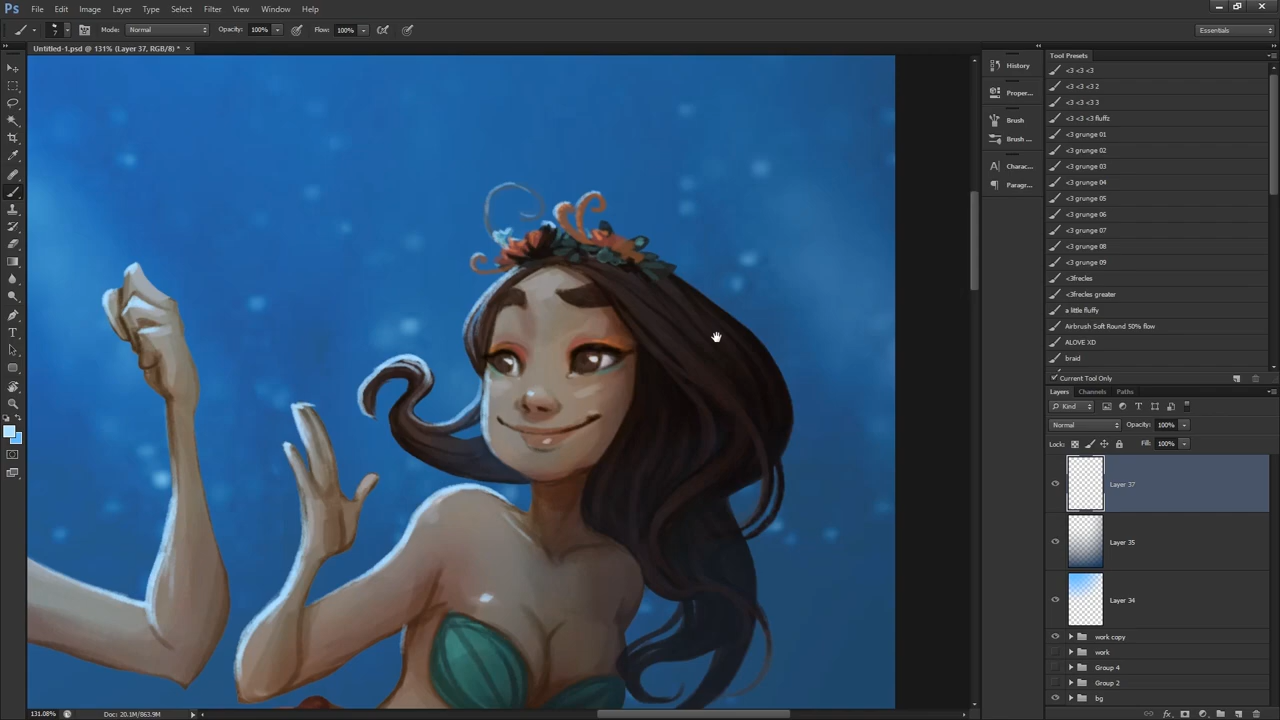 Ps File Edit Image Layer Type Select Filter View Window Help
7 Mode: Normal Opacity: 100% Flow: 100% Essentials
Untitled-1.psd @ 131% (Layer 37, RGB/8) * ×
History
Proper...
Brush
Brush ...
Charac...
Paragr...
Tool Presets
<3 <3 <3
<3 <3 <3 2
<3 <3 <3 3
<3 <3 <3 fluffz
<3 grunge 01
<3 grunge 02
<3 grunge 03
<3 grunge 04
<3 grunge 05
<3 grunge 06
<3 grunge 07
<3 grunge 08
<3 grunge 09
<3frecles
<3frecles greater
a little fluffy
Airbrush Soft Round 50% flow
ALOVE XD
braid
Current Tool Only
Layers Channels Paths
Kind
Normal Opacity: 100%
Lock: Fill: 100%
Layer 37
Layer 35
Layer 34
work copy
work
Group 4
Group 2
bg
131.08% Doc: 20.1M/863.9M